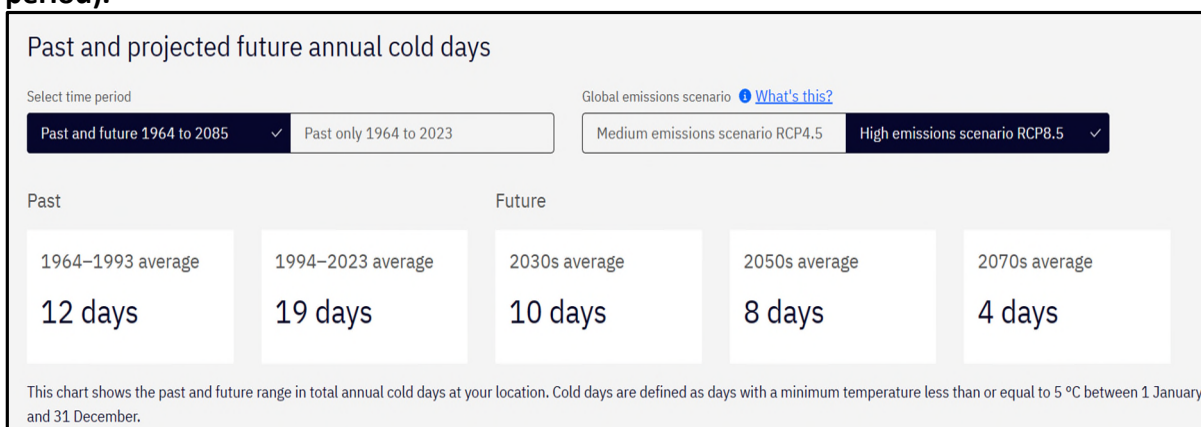 period).
Past and projected future annual cold days
Select time period
Global emissions scenario What's this?
Past and future 1964 to 2085
Past only 1964 to 2023
Medium emissions scenario RCP4.5
High emissions scenario RCP8.5
Past
Future
1964–1993 average
12 days
1994–2023 average
19 days
2030s average
10 days
2050s average
8 days
2070s average
4 days
This chart shows the past and future range in total annual cold days at your location. Cold days are defined as days with a minimum temperature less than or equal to 5 °C between 1 January
and 31 December.